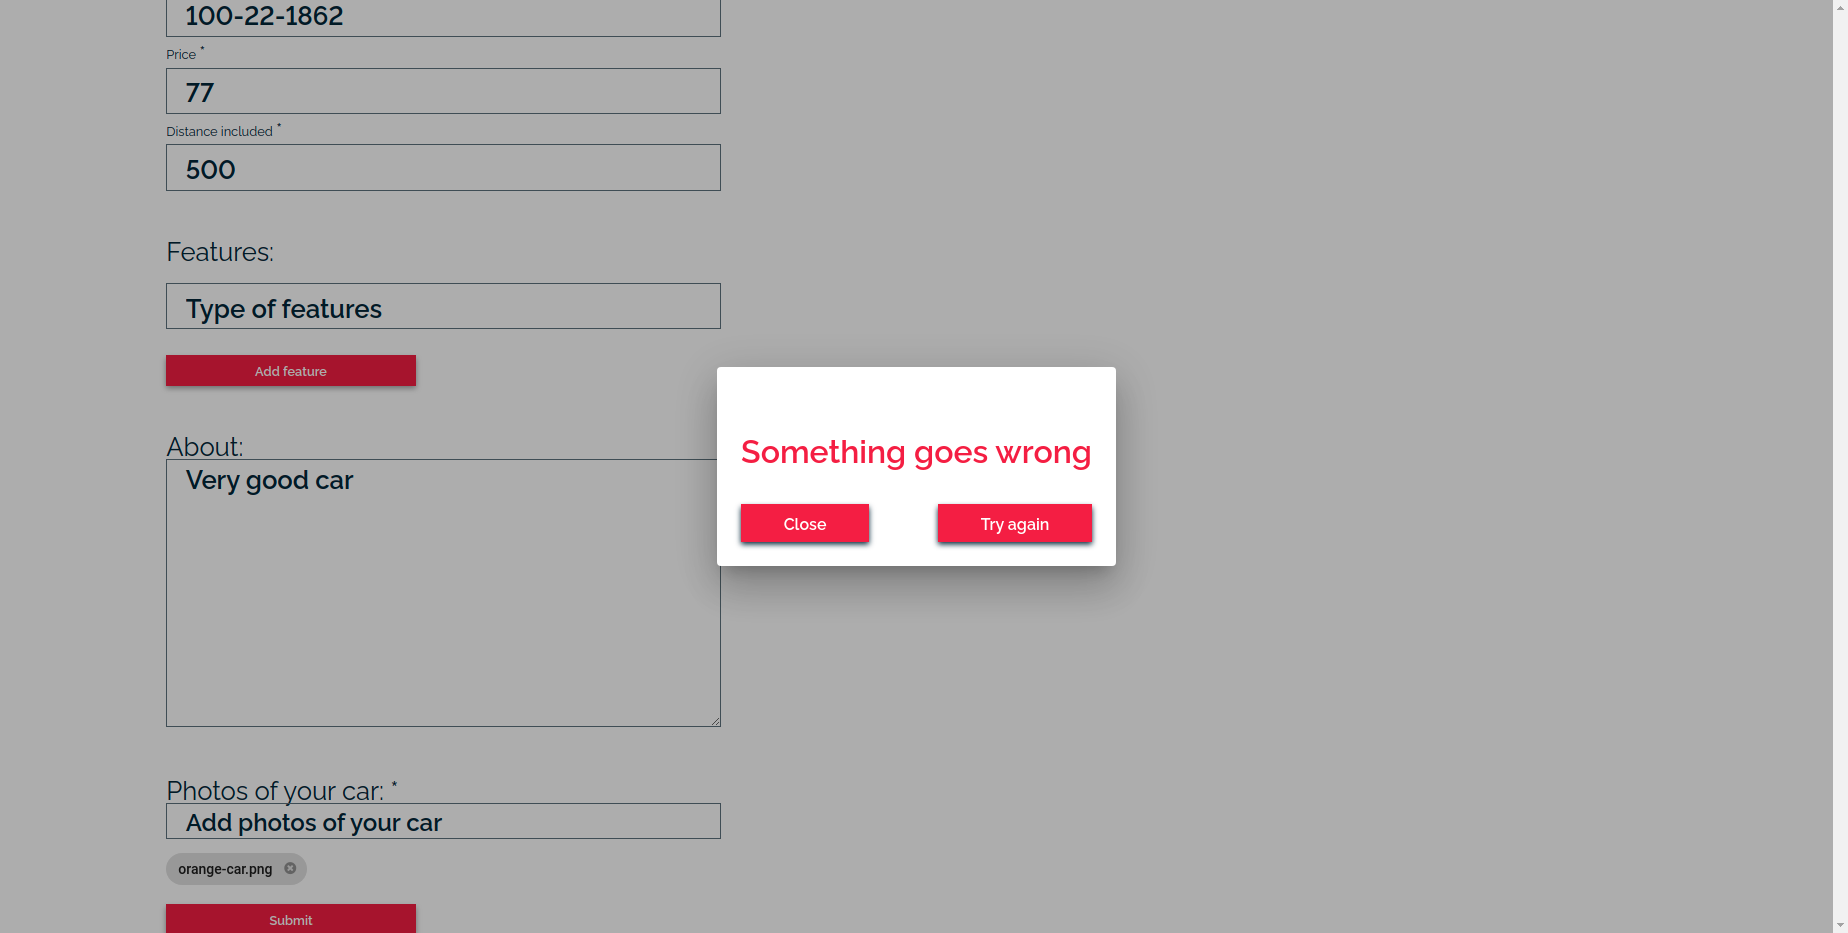 100-22-1862
Price *
77
Distance included *
500
Features:
Type of features
Add feature
About:
Very good car
Something goes wrong
Close
Try again
Photos of your car: *
Add photos of your car
orange-car.png
Submit